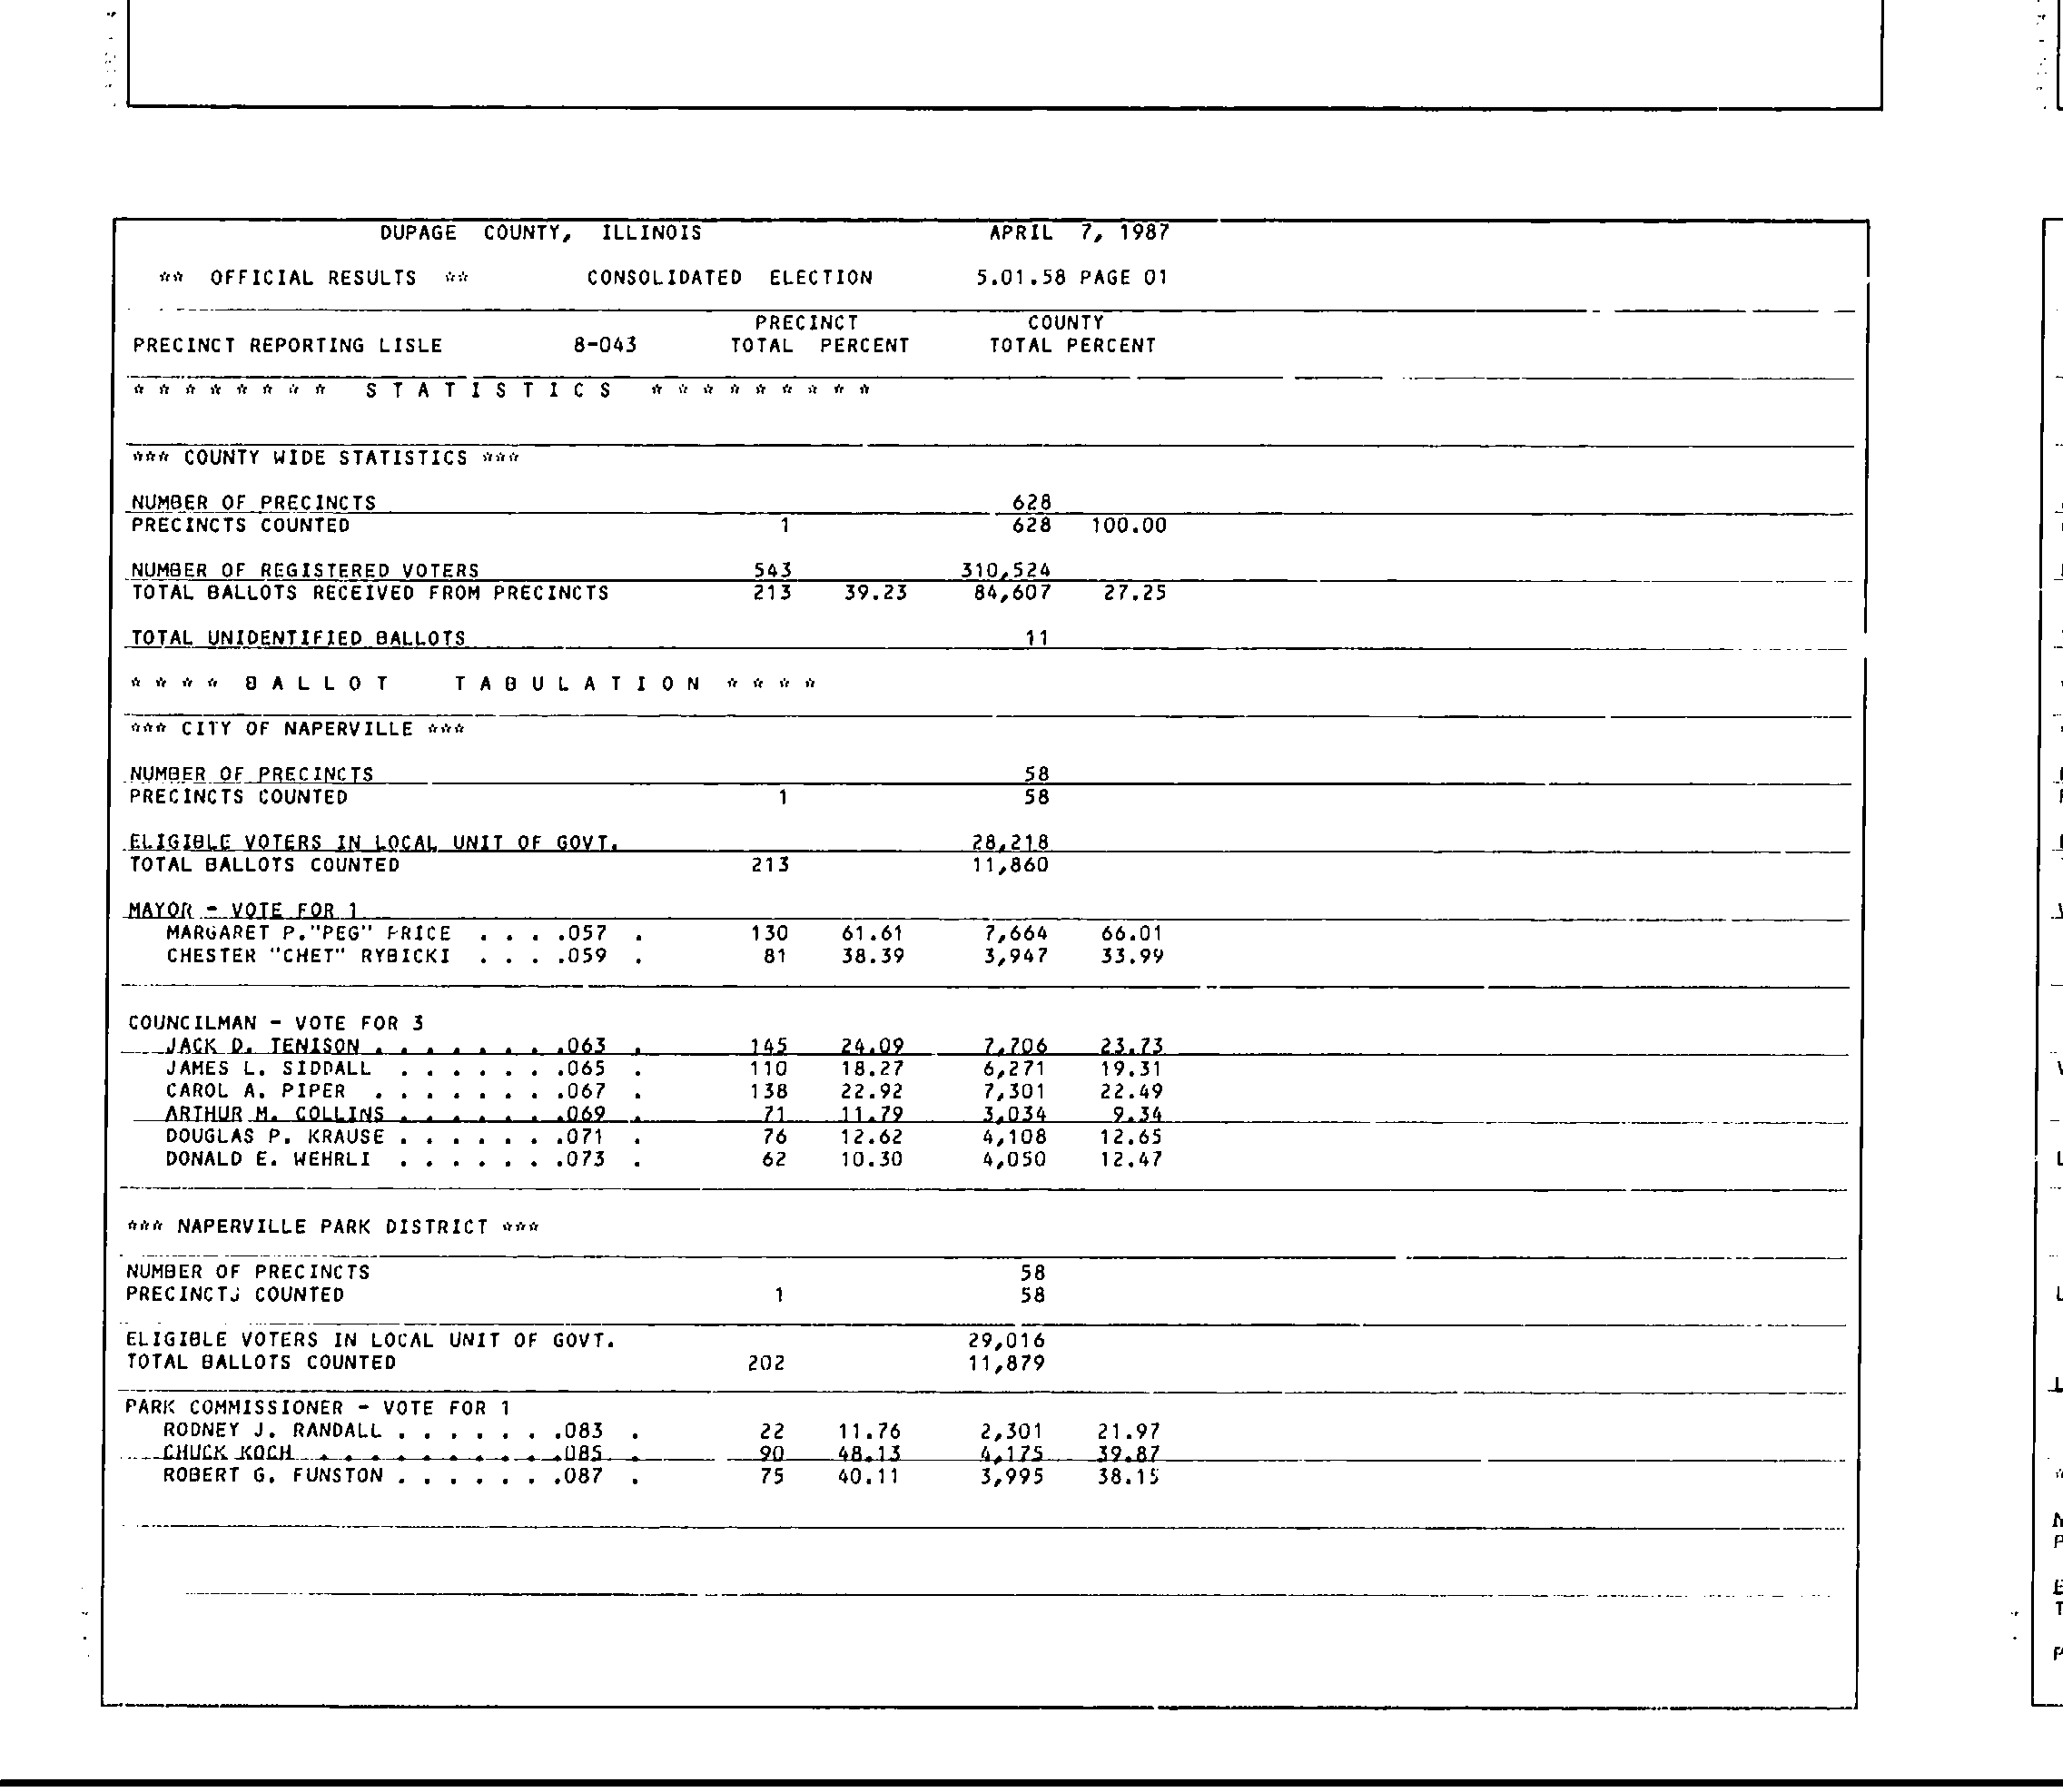 DUPAGE COUNTY, ILLINOIS APRIL 7, 1987
** OFFICIAL RESULTS ** CONSOLIDATED ELECTION 5.01.58 PAGE 01
PRECINCT COUNTY
PRECINCT REPORTING LISLE 8-043 TOTAL PERCENT TOTAL PERCENT
* * * * * * * * S T A T I S T I C S * * * * * * * * *
*** COUNTY WIDE STATISTICS ***
NUMBER OF PRECINCTS 628
PRECINCTS COUNTED 1 628 100.00
NUMBER OF REGISTERED VOTERS 543 310,524
TOTAL BALLOTS RECEIVED FROM PRECINCTS 213 39.23 84,607 27.25
TOTAL UNIDENTIFIED BALLOTS 11
* * * * B A L L O T T A B U L A T I O N * * * *
*** CITY OF NAPERVILLE ***
NUMBER OF PRECINCTS 58
PRECINCTS COUNTED 1 58
ELIGIBLE VOTERS IN LOCAL UNIT OF GOVT. 28,218
TOTAL BALLOTS COUNTED 213 11,860
MAYOR - VOTE FOR 1
MARGARET P."PEG" PRICE . . . .057 . 130 61.61 7,664 66.01
CHESTER "CHET" RYBICKI . . . .059 . 81 38.39 3,947 33.99
COUNCILMAN - VOTE FOR 3
JACK D. TENISON . . . . . . . .063 . 145 24.09 7,706 23.73
JAMES L. SIDDALL . . . . . . .065 . 110 18.27 6,271 19.31
CAROL A. PIPER . . . . . . . .067 . 138 22.92 7,301 22.49
ARTHUR M. COLLINS . . . . . . .069 . 71 11.79 3,034 9.34
DOUGLAS P. KRAUSE . . . . . . .071 . 76 12.62 4,108 12.65
DONALD E. WEHRLI . . . . . . .073 . 62 10.30 4,050 12.47
*** NAPERVILLE PARK DISTRICT ***
NUMBER OF PRECINCTS 58
PRECINCTS COUNTED 1 58
ELIGIBLE VOTERS IN LOCAL UNIT OF GOVT. 29,016
TOTAL BALLOTS COUNTED 202 11,879
PARK COMMISSIONER - VOTE FOR 1
RODNEY J. RANDALL . . . . . . .083 . 22 11.76 2,301 21.97
CHUCK KOCH . . . . . . . . . .085 . 90 48.13 4,175 39.87
ROBERT G. FUNSTON . . . . . . .087 . 75 40.11 3,995 38.15